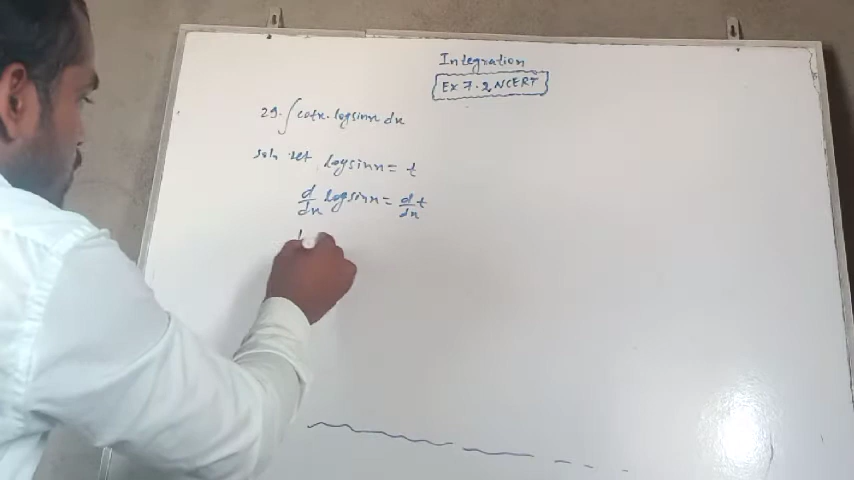 Integration
Ex 7.2 NCERT
29. ∫ cotx. logsinx dx
soln let logsinx = t
d/dx logsinx = d/dx t